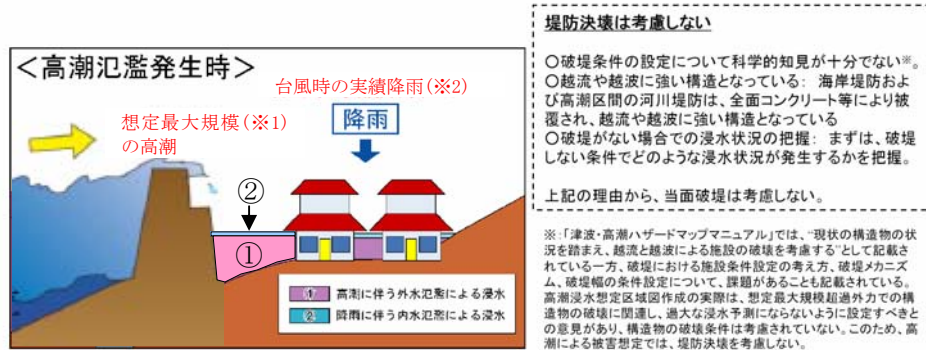 ＜高潮氾濫発生時＞
台風時の実績降雨(※2)
降雨
想定最大規模(※1)
の高潮
②
①
① 高潮に伴う外水氾濫による浸水
② 降雨に伴う内水氾濫による浸水
堤防決壊は考慮しない
○破堤条件の設定について科学的知見が十分でない※。
○越流や越波に強い構造となっている： 海岸堤防およ
び高潮区間の河川堤防は、全面コンクリート等により被
覆され、越流や越波に強い構造となっている
○破堤がない場合での浸水状況の把握： まずは、破堤
しない条件でどのような浸水状況が発生するかを把握。
上記の理由から、当面破堤は考慮しない。
※：「津波・高潮ハザードマップマニュアル」では、“現状の構造物の状
況を踏まえ、越流と越波による施設の破壊を考慮する”として記載さ
れている一方、破堤における施設条件設定の考え方、破堤メカニズ
ム、破堤幅の条件設定について、課題があることも記載されている。
高潮浸水想定区域図作成の実際は、想定最大規模超過外力での構
造物の破壊に関連し、過大な浸水予測にならないように設定すべきと
の意見があり、構造物の破壊条件は考慮されていない。このため、高
潮による被害想定では、堤防決壊を考慮しない。